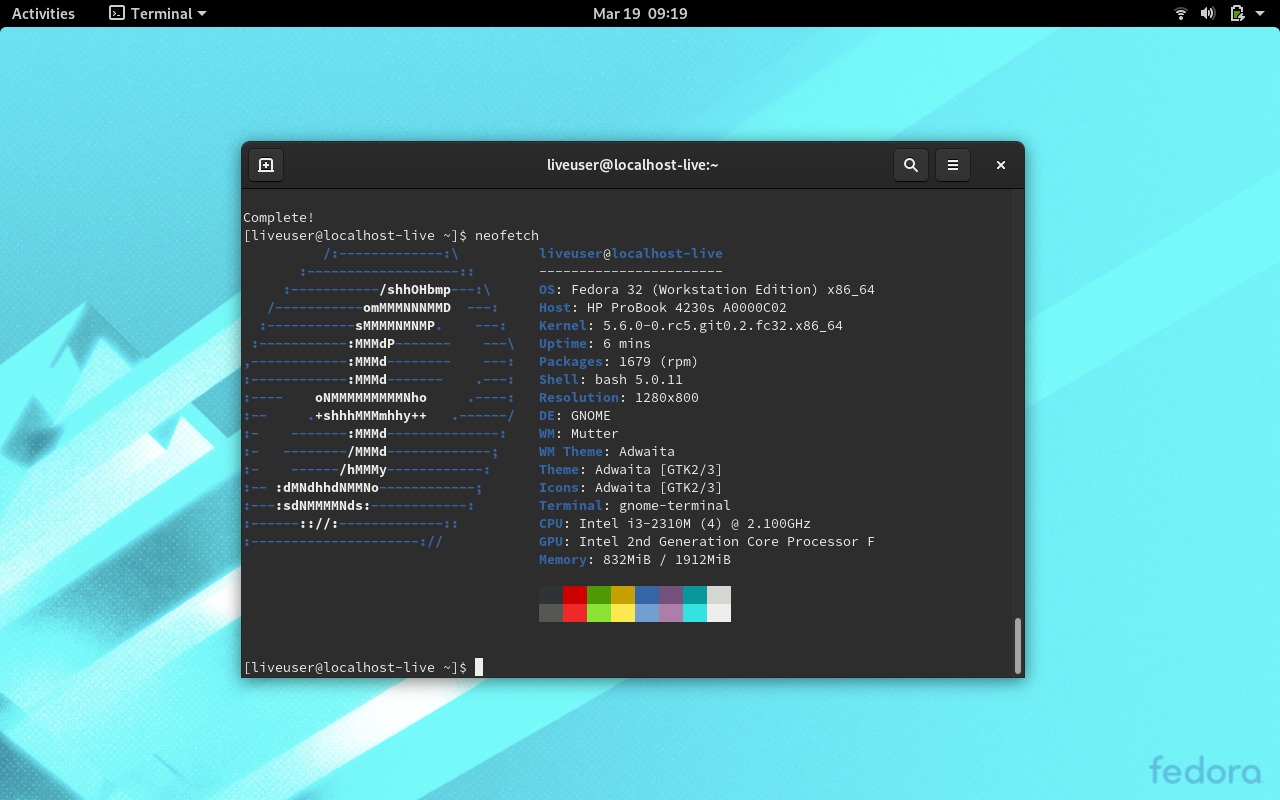 Activities Terminal Mar 19 09:19
liveuser@localhost-live:~
Complete!
[liveuser@localhost-live ~]$ neofetch
/:-------------:\ liveuser@localhost-live
:-------------------:: -----------------------
:-----------/shhOHbmp---:\ OS: Fedora 32 (Workstation Edition) x86_64
/-----------omMMMNNNMMD ---: Host: HP ProBook 4230s A0000C02
:-----------sMMMMNMNMP. ---: Kernel: 5.6.0-0.rc5.git0.2.fc32.x86_64
:-----------:MMMdP------- ---\ Uptime: 6 mins
,------------:MMMd-------- ---: Packages: 1679 (rpm)
:------------:MMMd------- .---: Shell: bash 5.0.11
:---- oNMMMMMMMMMNho .----: Resolution: 1280x800
:-- .+shhhMMMmhhy++ .------/ DE: GNOME
:- -------:MMMd--------------: WM: Mutter
:- --------/MMMd-------------; WM Theme: Adwaita
:- ------/hMMMy------------: Theme: Adwaita [GTK2/3]
:-- :dMNdhhdNMMNo------------; Icons: Adwaita [GTK2/3]
:---:sdNMMMMNds:------------: Terminal: gnome-terminal
:------:://:-------------:: CPU: Intel i3-2310M (4) @ 2.100GHz
:---------------------:// GPU: Intel 2nd Generation Core Processor F
Memory: 832MiB / 1912MiB
[liveuser@localhost-live ~]$
fedora